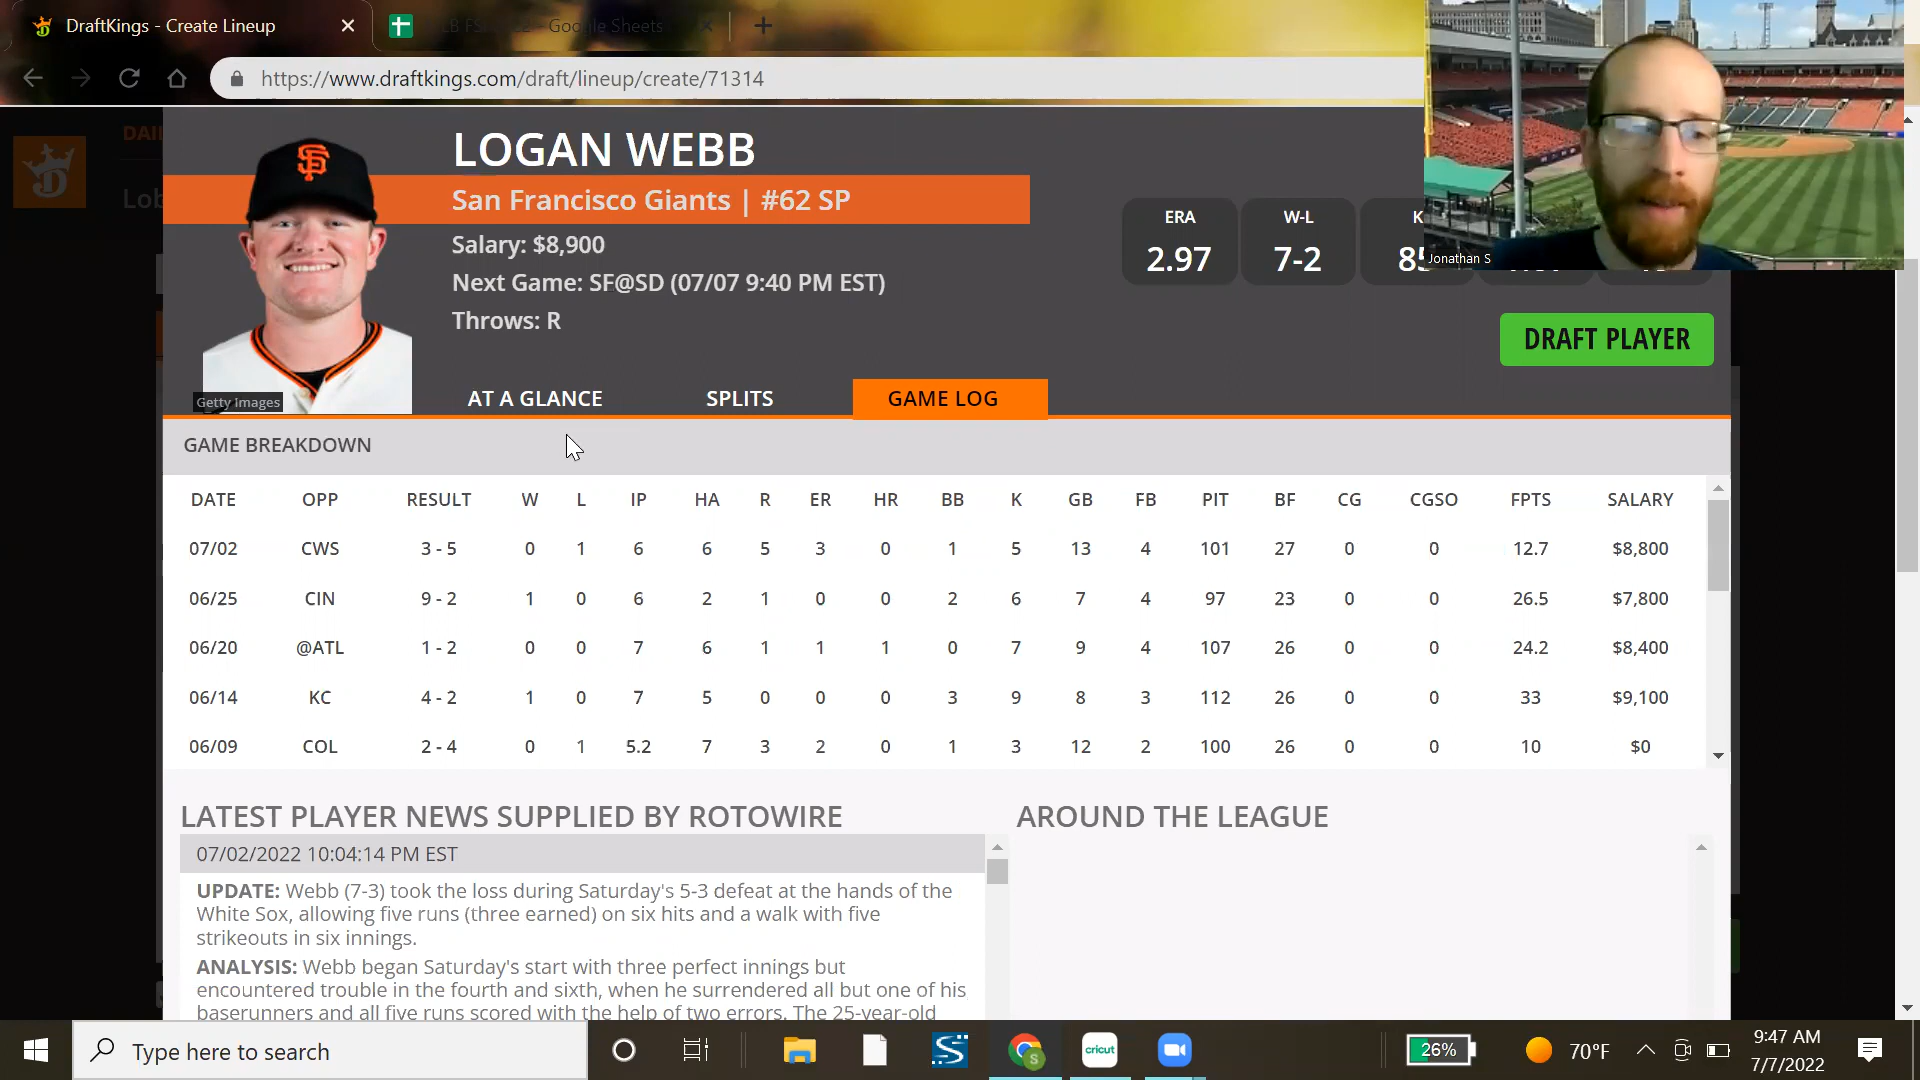 DraftKings - Create Lineup
LB FS
Google Sheets
https://www.draftkings.com/draft/lineup/create/71314
LOGAN WEBB
San Francisco Giants | #62 SP
Salary: $8,900
Next Game: SF@SD (07/07 9:40 PM EST)
Throws: R
ERA W-L K
2.97 7-2 85
Jonathan S
DRAFT PLAYER
Getty Images
DAI
Lob
SF
AT A GLANCE SPLITS GAME LOG
GAME BREAKDOWN
DATE OPP RESULT W L IP HA R ER HR BB K GB FB PIT BF CG CGSO FPTS SALARY
07/02 CWS 3 - 5 0 1 6 6 5 3 0 1 5 13 4 101 27 0 0 12.7 $8,800
06/25 CIN 9 - 2 1 0 6 2 1 0 0 2 6 7 4 97 23 0 0 26.5 $7,800
06/20 @ATL 1 - 2 0 0 7 6 1 1 1 0 7 9 4 107 26 0 0 24.2 $8,400
06/14 KC 4 - 2 1 0 7 5 0 0 0 3 9 8 3 112 26 0 0 33 $9,100
06/09 COL 2 - 4 0 1 5.2 7 3 2 0 1 3 12 2 100 26 0 0 10 $0
LATEST PLAYER NEWS SUPPLIED BY ROTOWIRE
07/02/2022 10:04:14 PM EST
UPDATE: Webb (7-3) took the loss during Saturday's 5-3 defeat at the hands of the
White Sox, allowing five runs (three earned) on six hits and a walk with five
strikeouts in six innings.
ANALYSIS: Webb began Saturday's start with three perfect innings but
encountered trouble in the fourth and sixth, when he surrendered all but one of his
baserunners and all five runs scored with the help of two errors. The 25-year-old
AROUND THE LEAGUE
Type here to search
cricut
26%
70°F
9:47 AM
7/7/2022